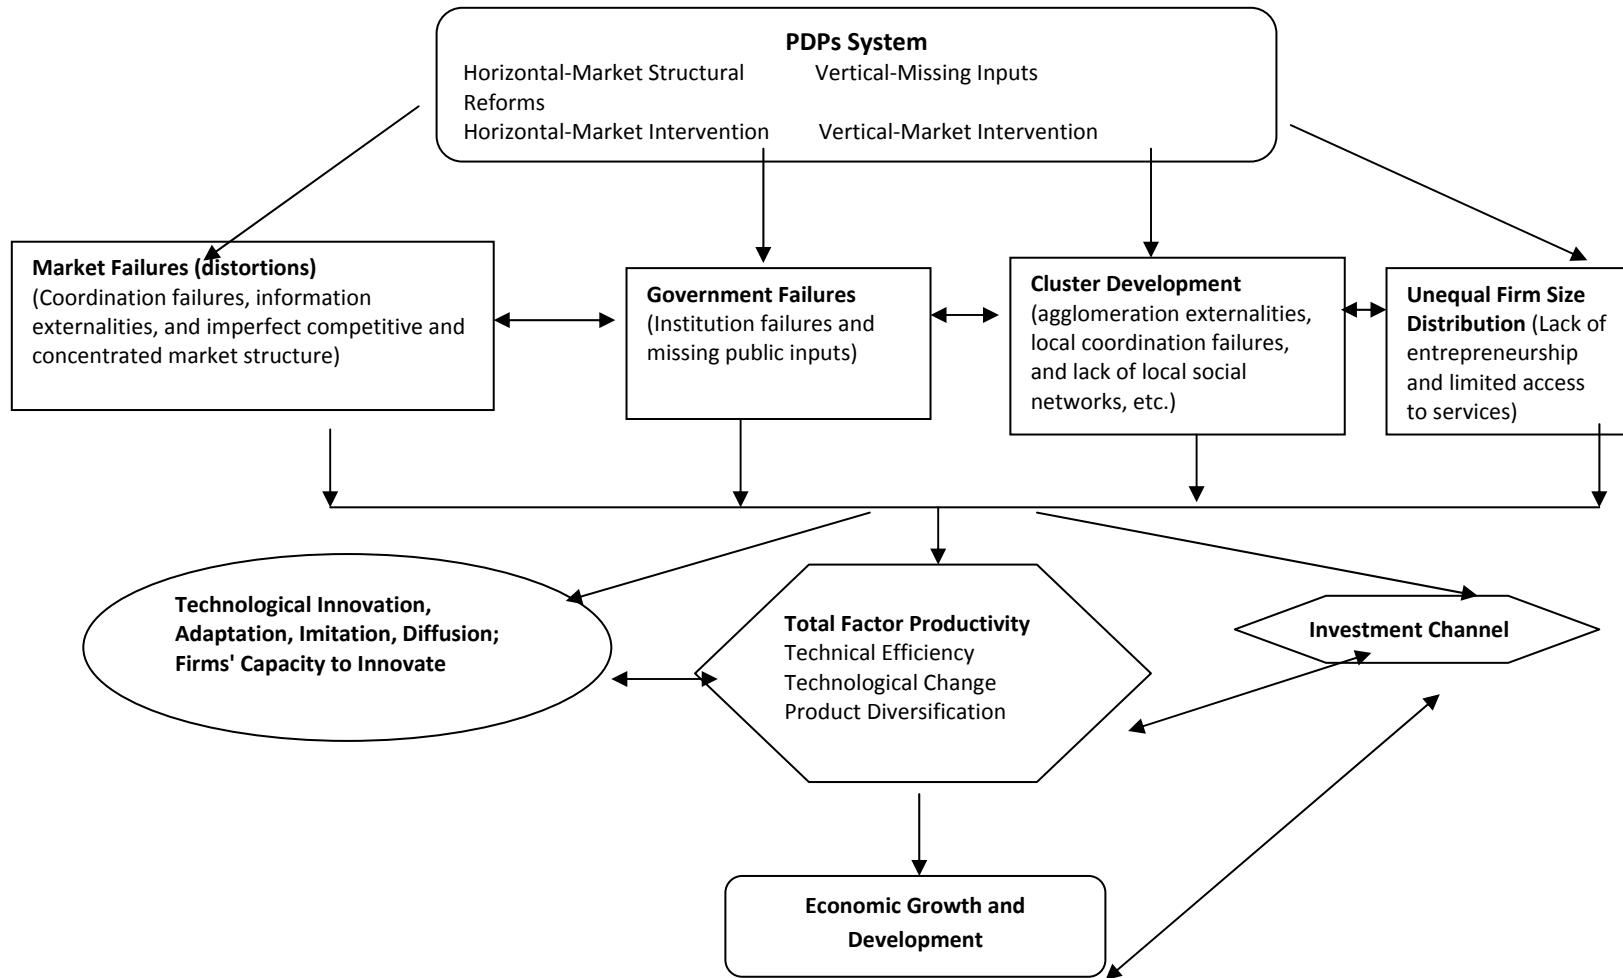 PDPs System
Horizontal-Market Structural Reforms
Vertical-Missing Inputs
Horizontal-Market Intervention
Vertical-Market Intervention
Market Failures (distortions)
(Coordination failures, information
externalities, and imperfect competitive and
concentrated market structure)
Government Failures
(Institution failures and
missing public inputs)
Cluster Development
(agglomeration externalities,
local coordination failures,
and lack of local social
networks, etc.)
Unequal Firm Size
Distribution (Lack of
entrepreneurship
and limited access
to services)
Technological Innovation,
Adaptation, Imitation, Diffusion;
Firms' Capacity to Innovate
Total Factor Productivity
Technical Efficiency
Technological Change
Product Diversification
Investment Channel
Economic Growth and
Development